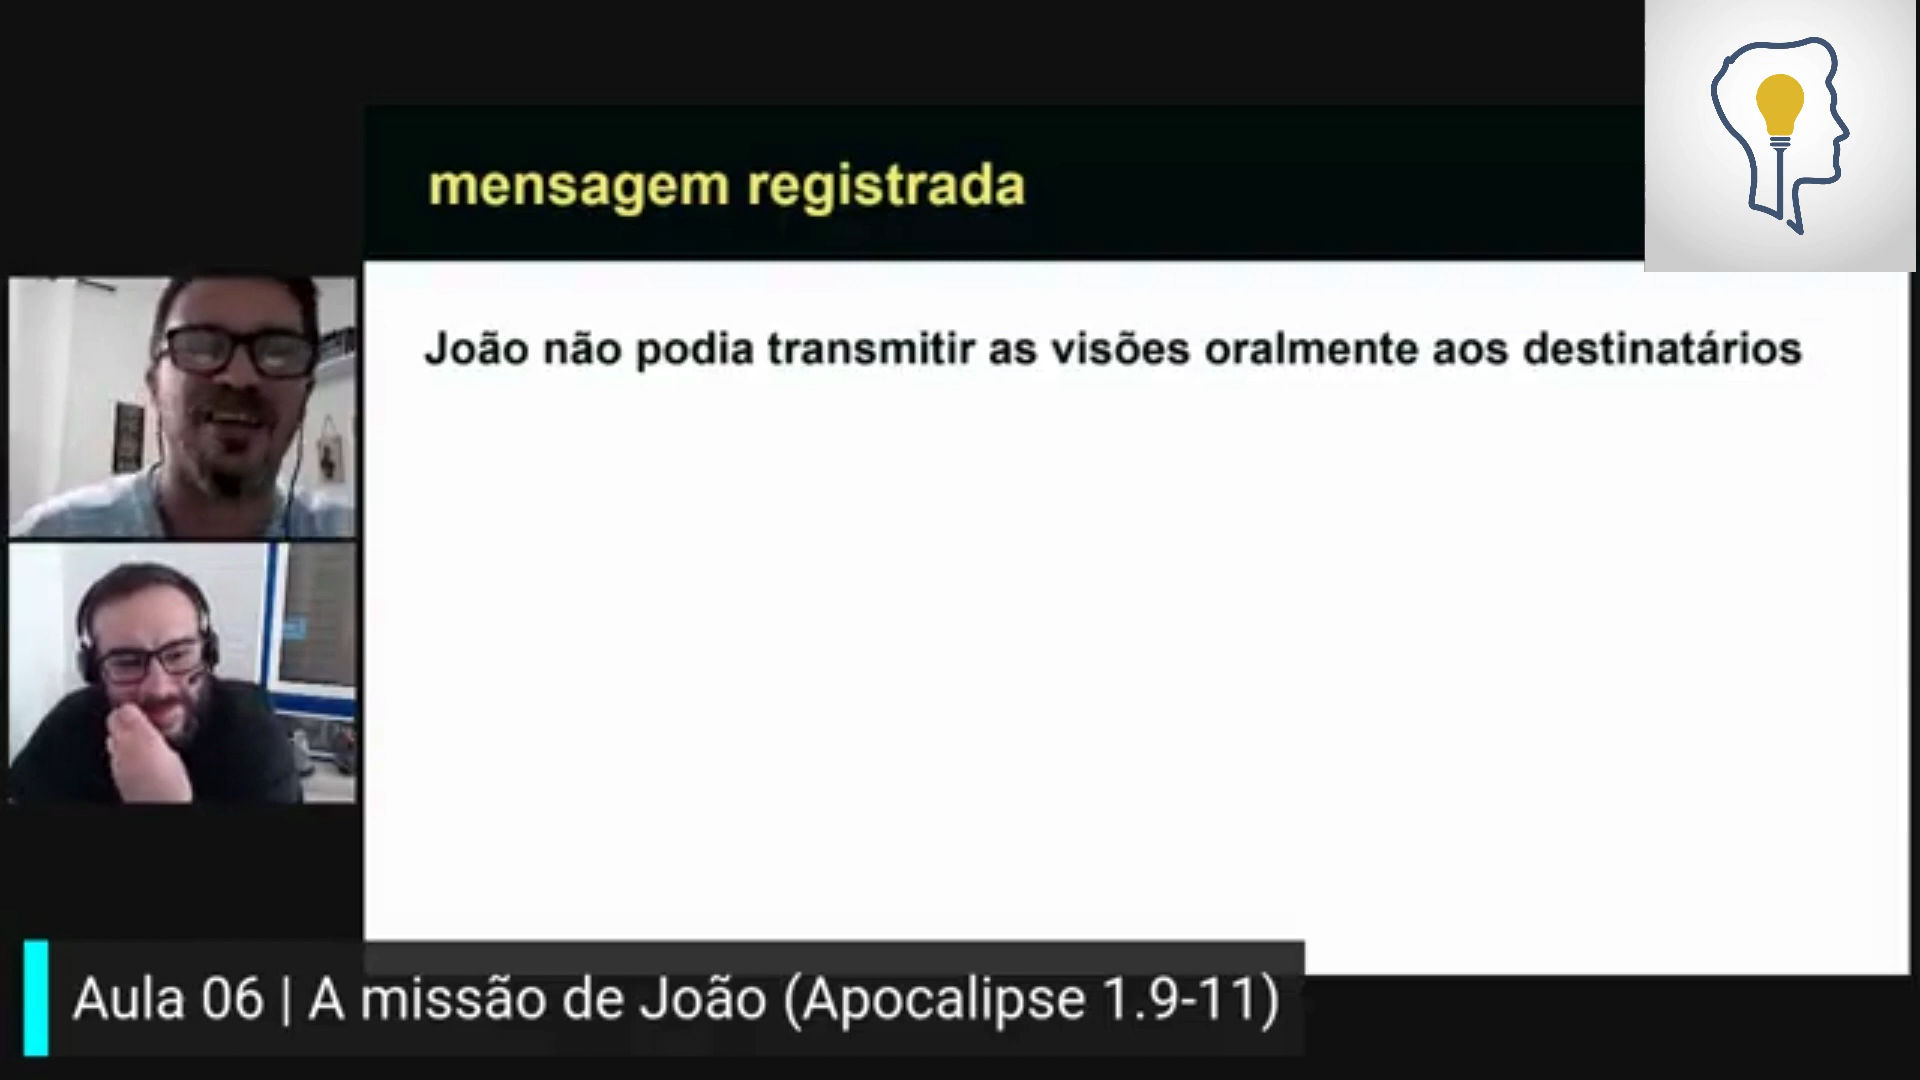 mensagem registrada
João não podia transmitir as visões oralmente aos destinatários
Aula 06 | A missão de João (Apocalipse 1.9-11)